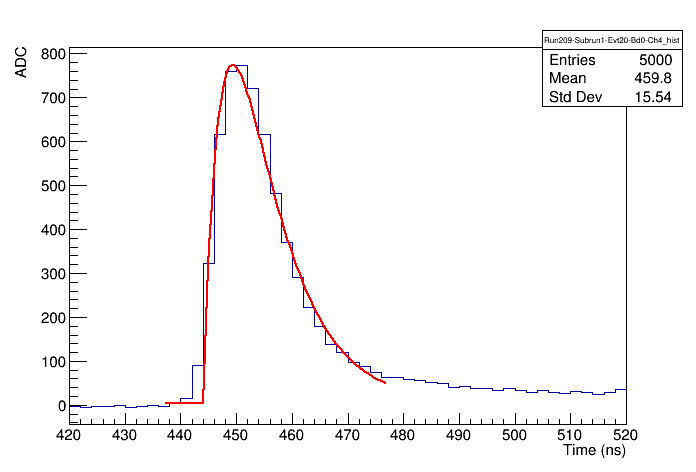 Run209-Subrun1-Evt20-Bd0-Ch4_hist
Entries 5000
Mean 459.8
Std Dev 15.54
ADC
800
700
600
500
400
300
200
100
0
420 430 440 450 460 470 480 490 500 510 520
Time (ns)